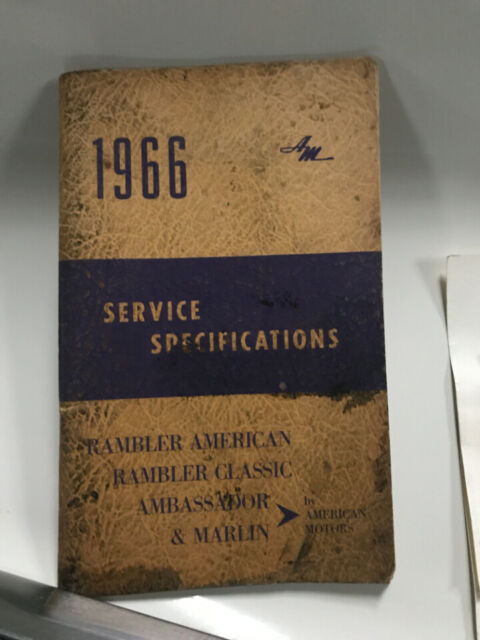 1966
AM
SERVICE
SPECIFICATIONS
RAMBLER AMERICAN
RAMBLER CLASSIC
AMBASSADOR
& MARLIN
by
AMERICAN
MOTORS